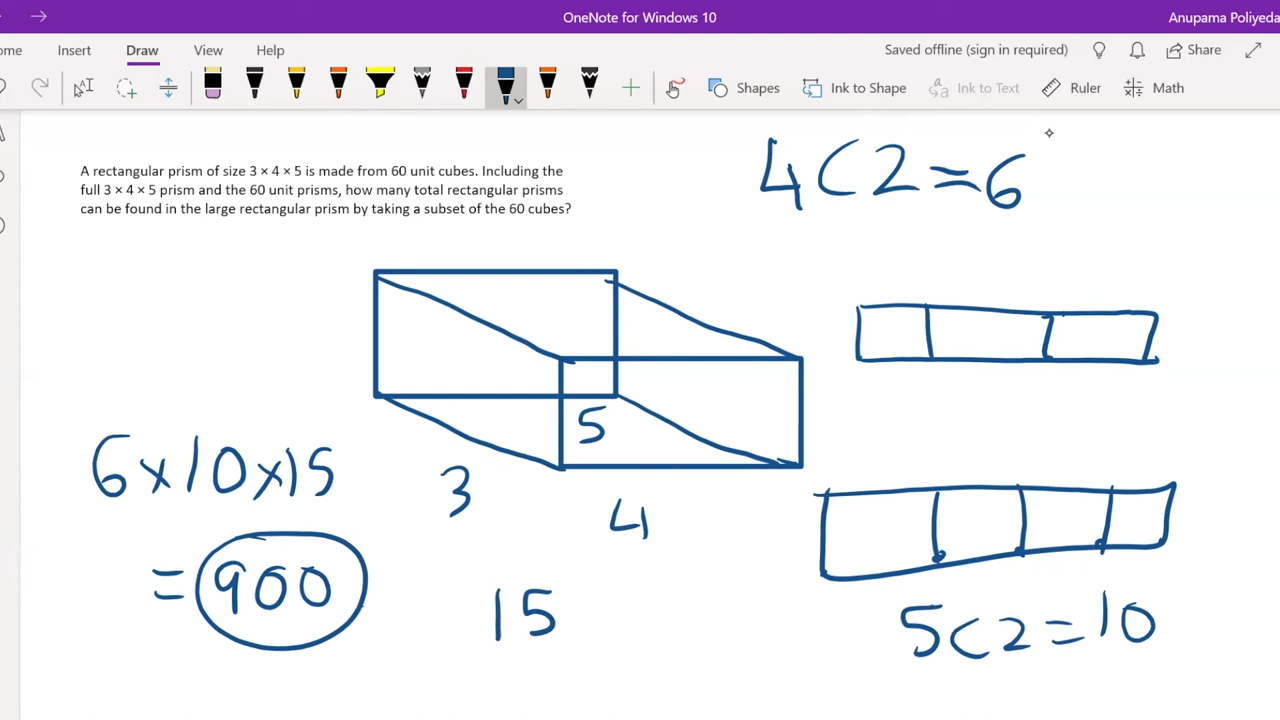 OneNote for Windows 10
Anupama Poliyeda
ome Insert Draw View Help
Saved offline (sign in required) Share
Shapes Ink to Shape Ink to Text Ruler Math
A rectangular prism of size 3 × 4 × 5 is made from 60 unit cubes. Including the
full 3 × 4 × 5 prism and the 60 unit prisms, how many total rectangular prisms
can be found in the large rectangular prism by taking a subset of the 60 cubes?
4C2=6
5
3
4
6x10x15
=900
15
5C2=10